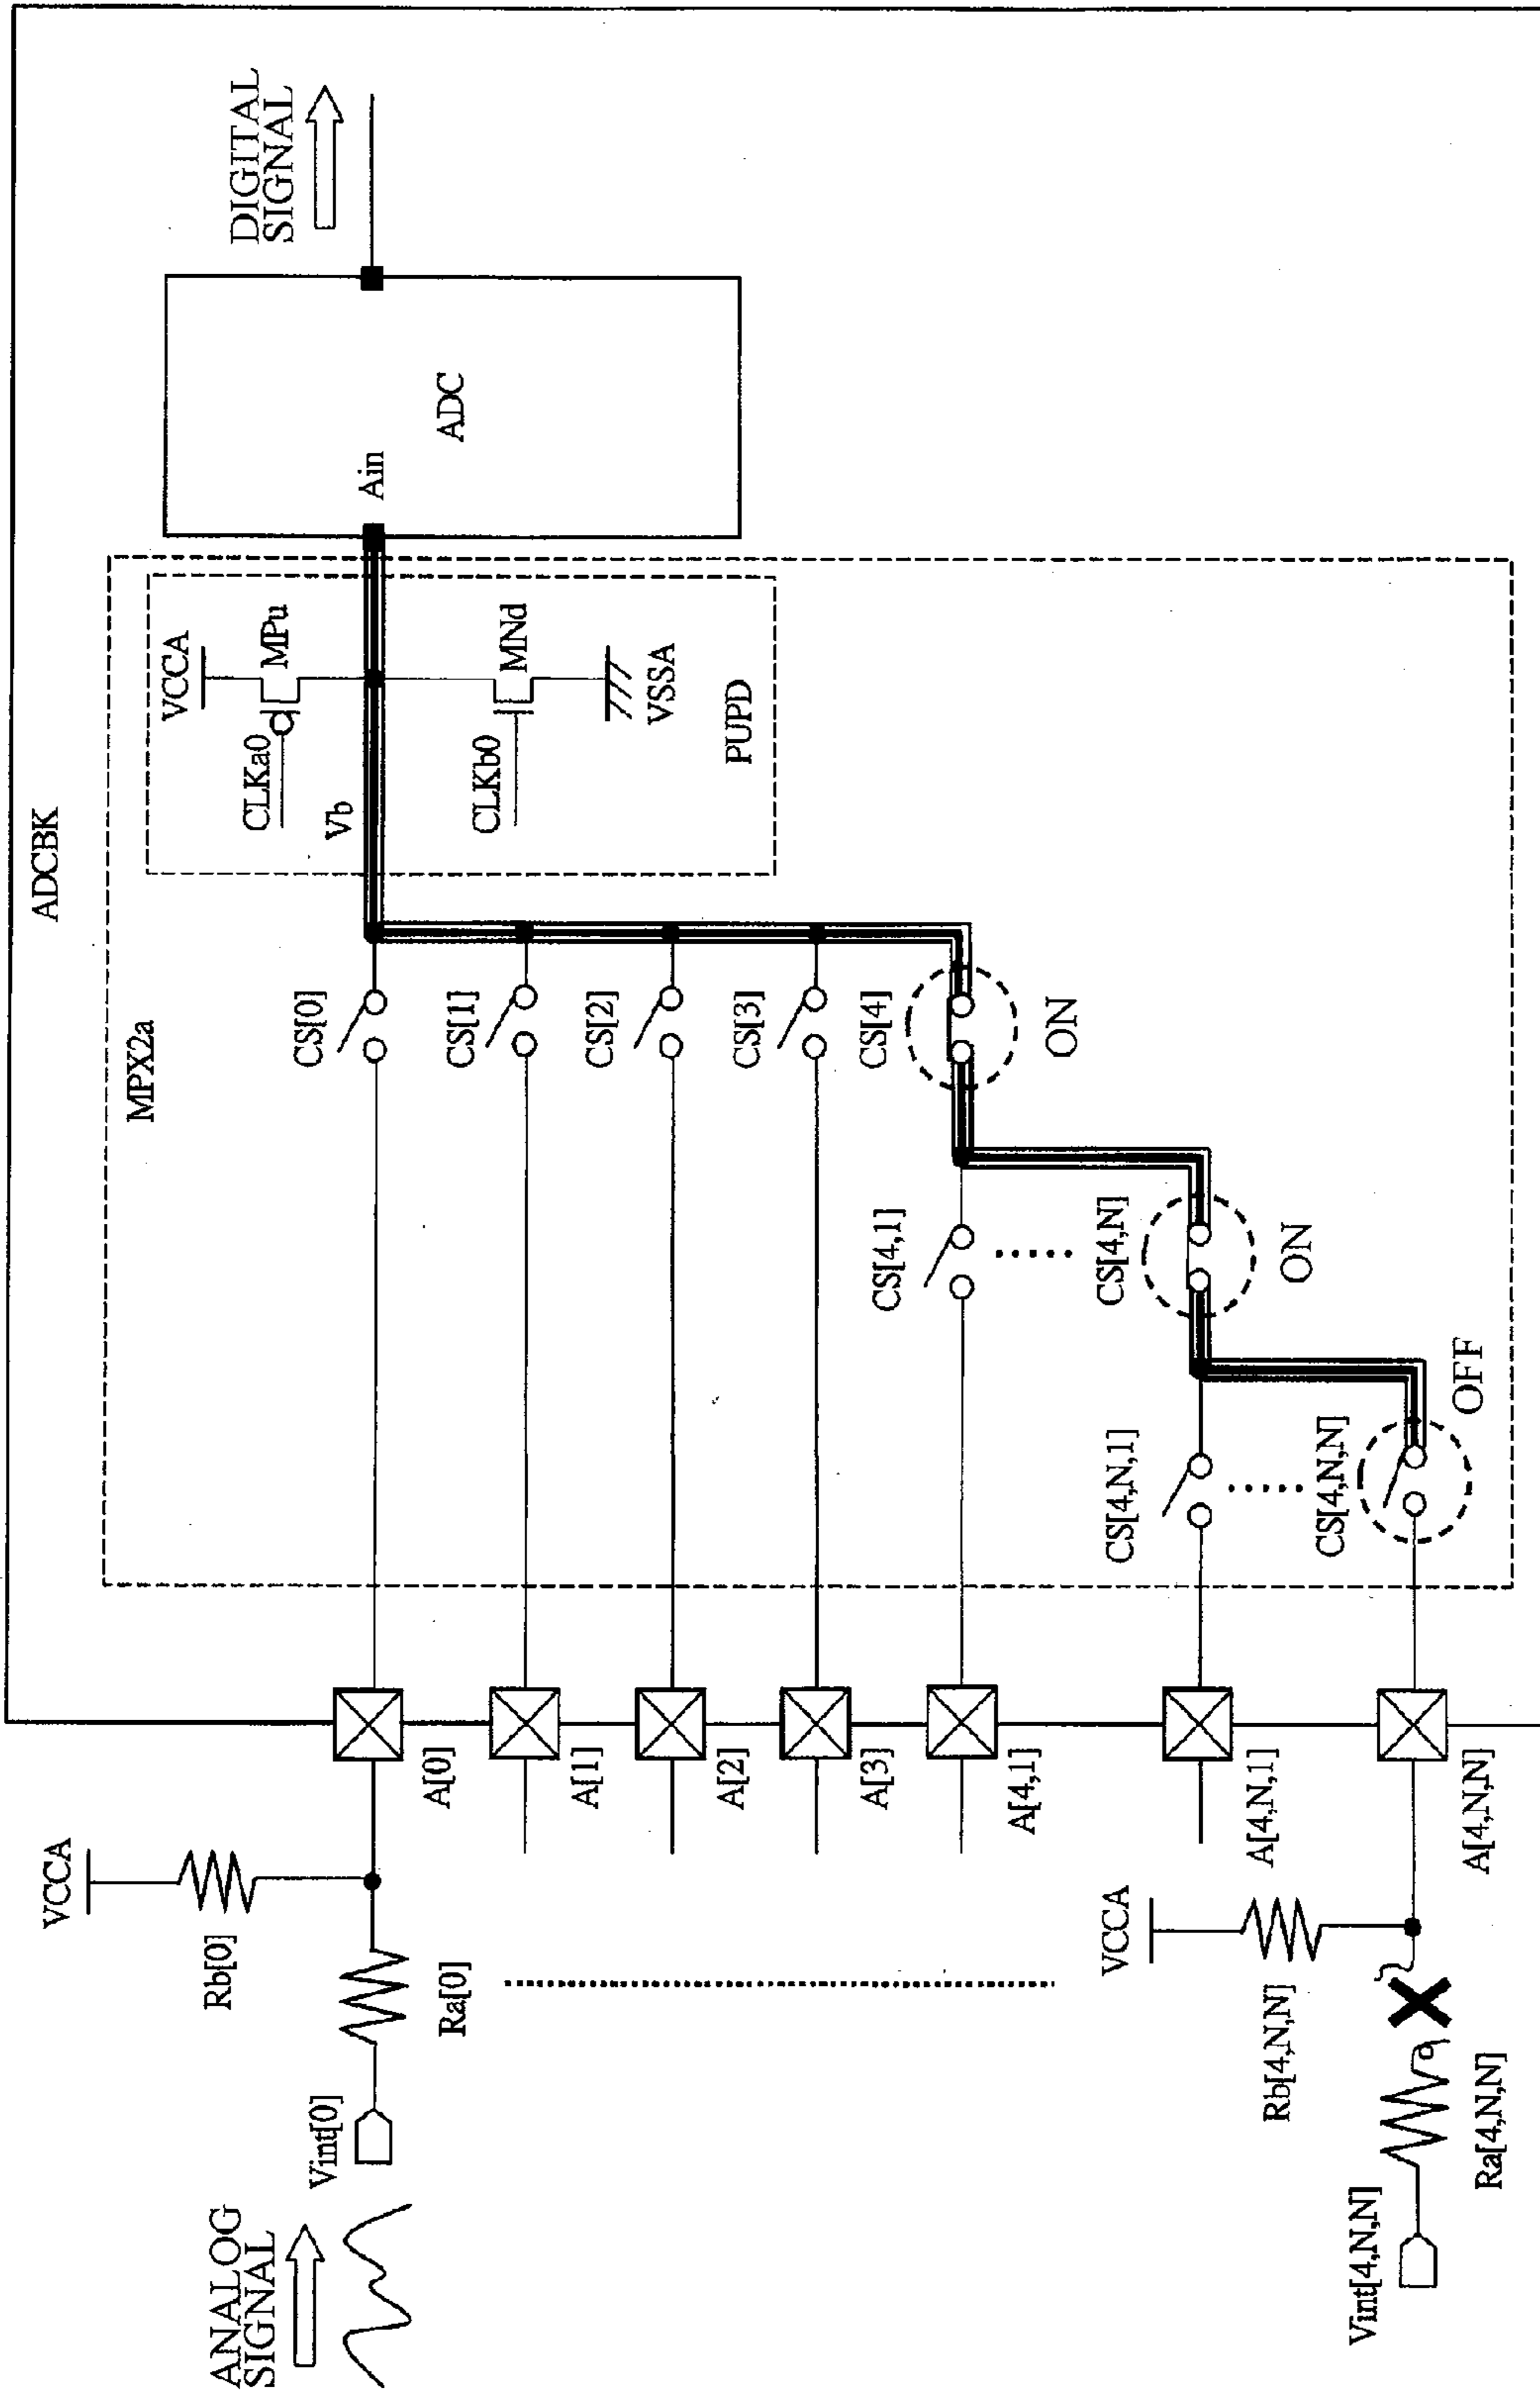 ADCBK
MPX2a
ANALOG
SIGNAL
DIGITAL
SIGNAL
VCCA
Rb[0]
Vint[0]
Ra[0]
A[0]
A[1]
A[2]
A[3]
A[4,1]
A[4,N,1]
A[4,N,N]
CS[0]
CS[1]
CS[2]
CS[3]
CS[4]
ON
CS[4,1]
CS[4,N]
ON
CS[4,N,1]
CS[4,N,N]
OFF
VCCA
MPu
CLKa0
Vb
CLKb0
MNd
VSSA
PUPD
Ain
ADC
VCCA
Rb[4,N,N]
Vint[4,N,N]
Ra[4,N,N]